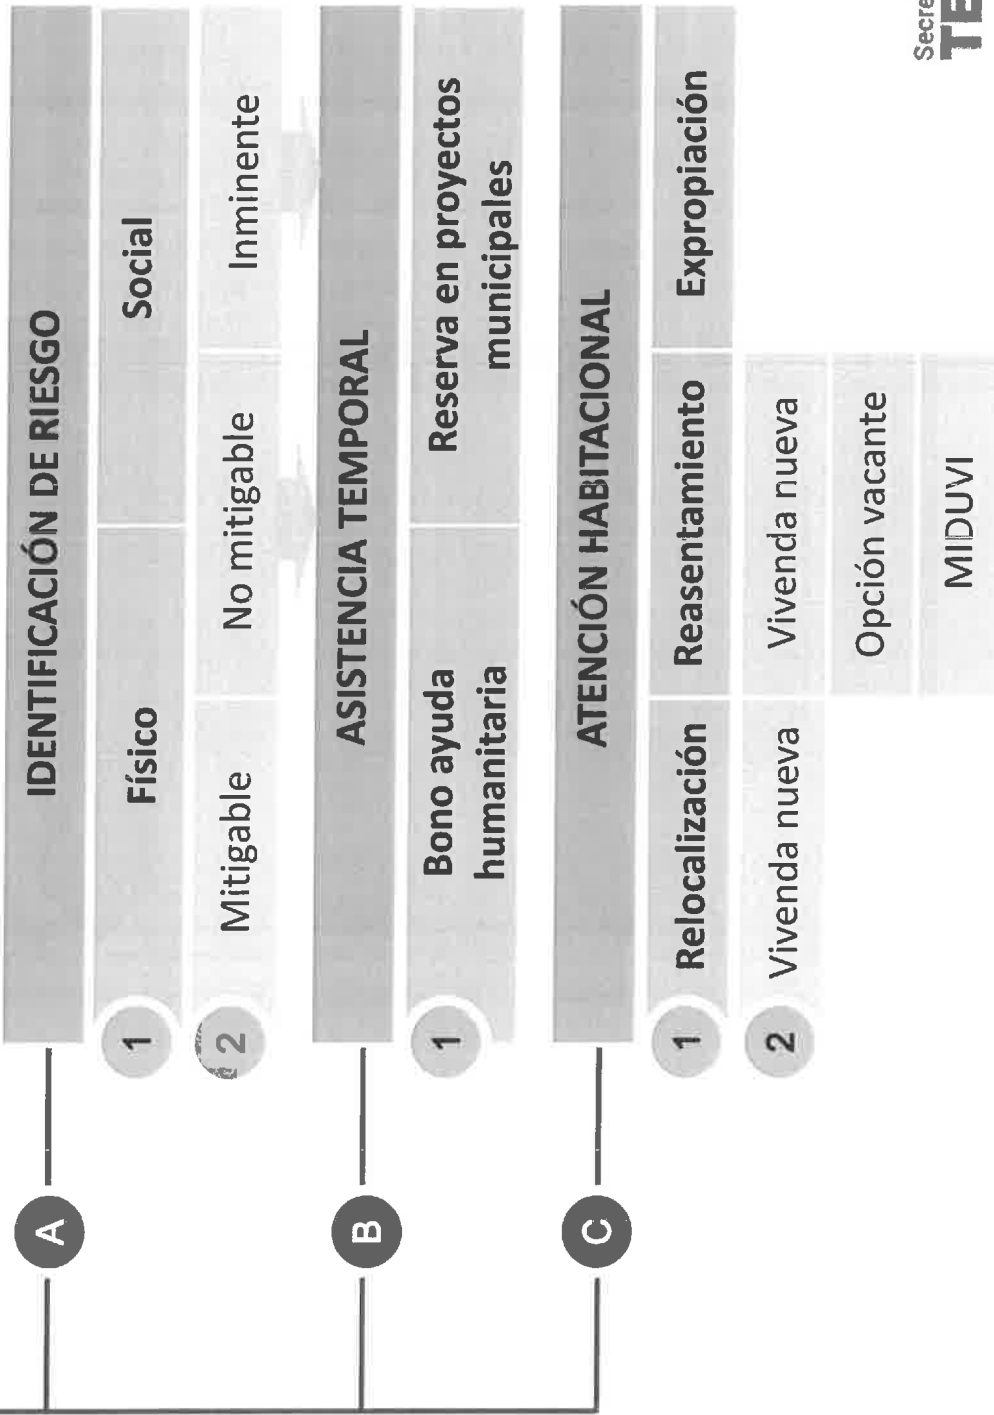 A
IDENTIFICACIÓN DE RIESGO
1
Físico
Social
2
Mitigable
No mitigable
Inminente
B
ASISTENCIA TEMPORAL
1
Bono ayuda
humanitaria
Reserva en proyectos
municipales
C
ATENCIÓN HABITACIONAL
1
Relocalización
Reasentamiento
Expropiación
2
Vivenda nueva
Vivenda nueva
Opción vacante
MIDUVI
Secre
TE